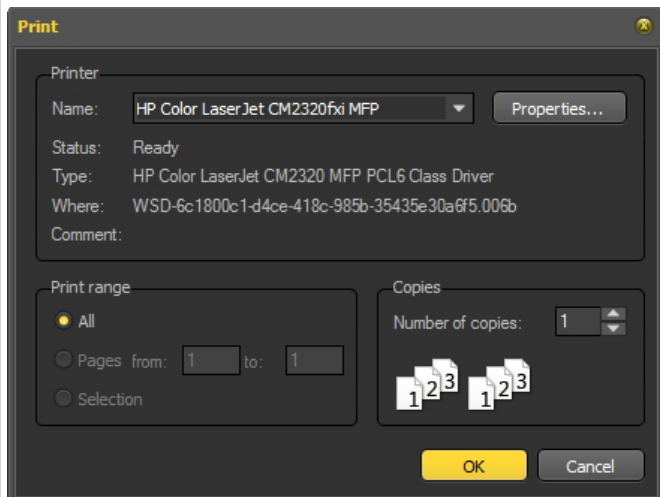 Print
Printer
Name: HP Color LaserJet CM2320fxi MFP Properties...
Status: Ready
Type: HP Color LaserJet CM2320 MFP PCL6 Class Driver
Where: WSD-6c1800c1-d4ce-418c-985b-35435e30a6f5.006b
Comment:
Print range
All
Pages from: 1 to: 1
Selection
Copies
Number of copies: 1
1 2 3 1 2 3
OK Cancel